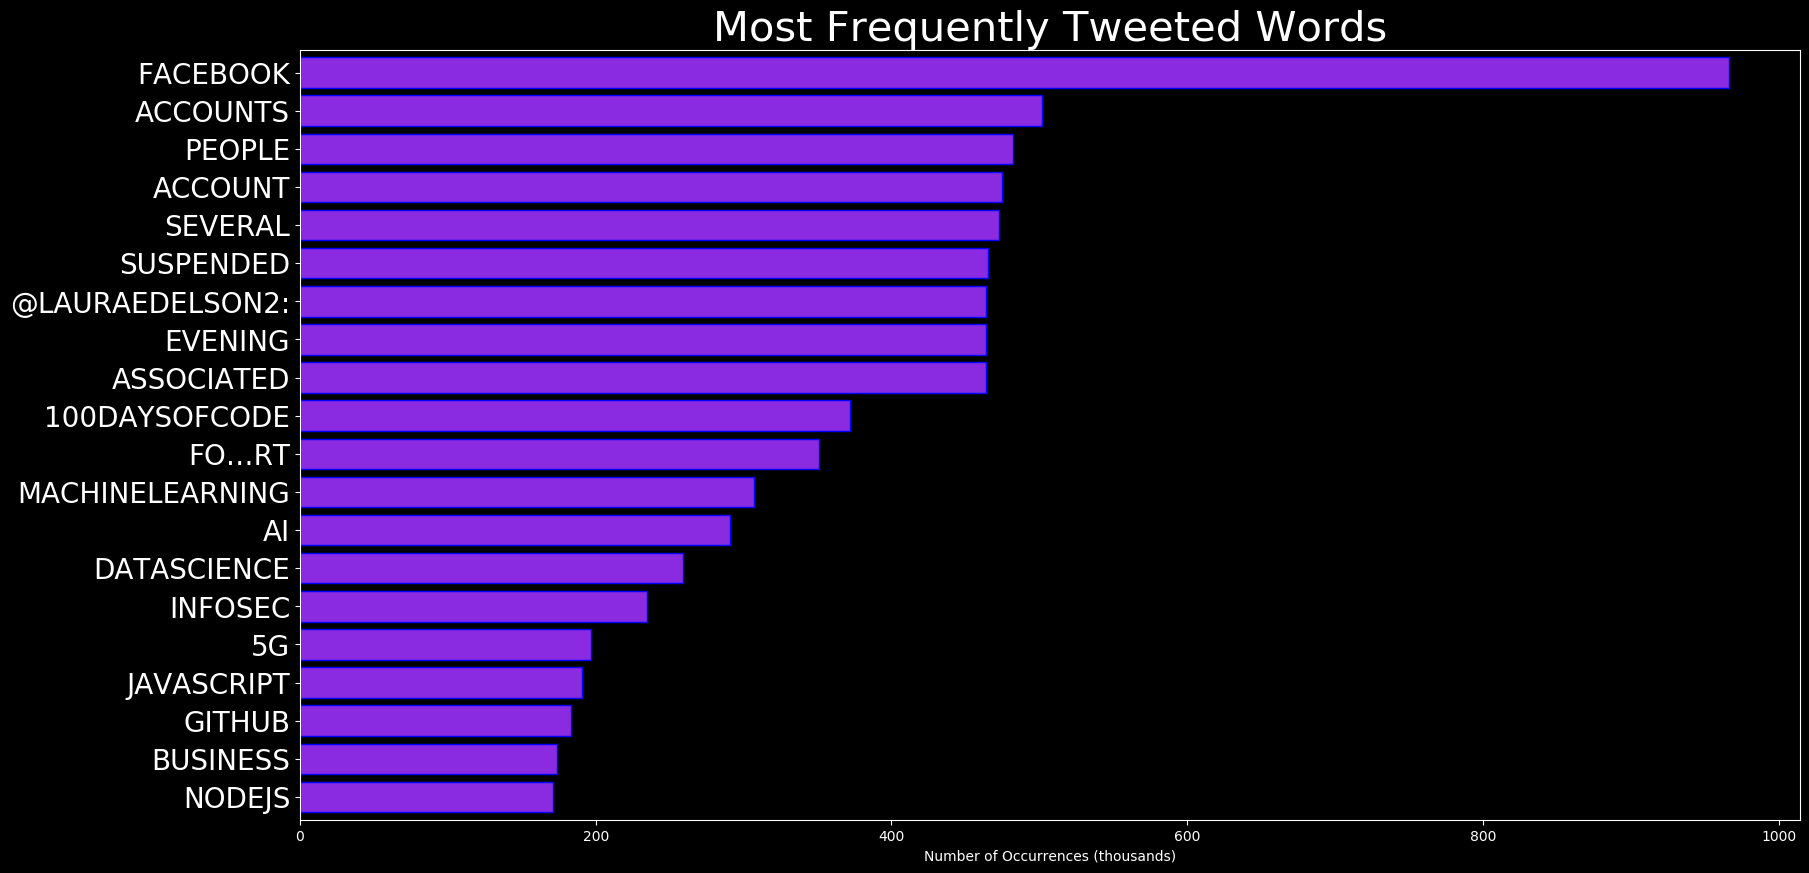 Most Frequently Tweeted Words
FACEBOOK
ACCOUNTS
PEOPLE
ACCOUNT
SEVERAL
SUSPENDED
@LAURAEDELSON2:
EVENING
ASSOCIATED
100DAYSOFCODE
FO…RT
MACHINELEARNING
AI
DATASCIENCE
INFOSEC
5G
JAVASCRIPT
GITHUB
BUSINESS
NODEJS
0 200 400 600 800 1000
Number of Occurrences (thousands)